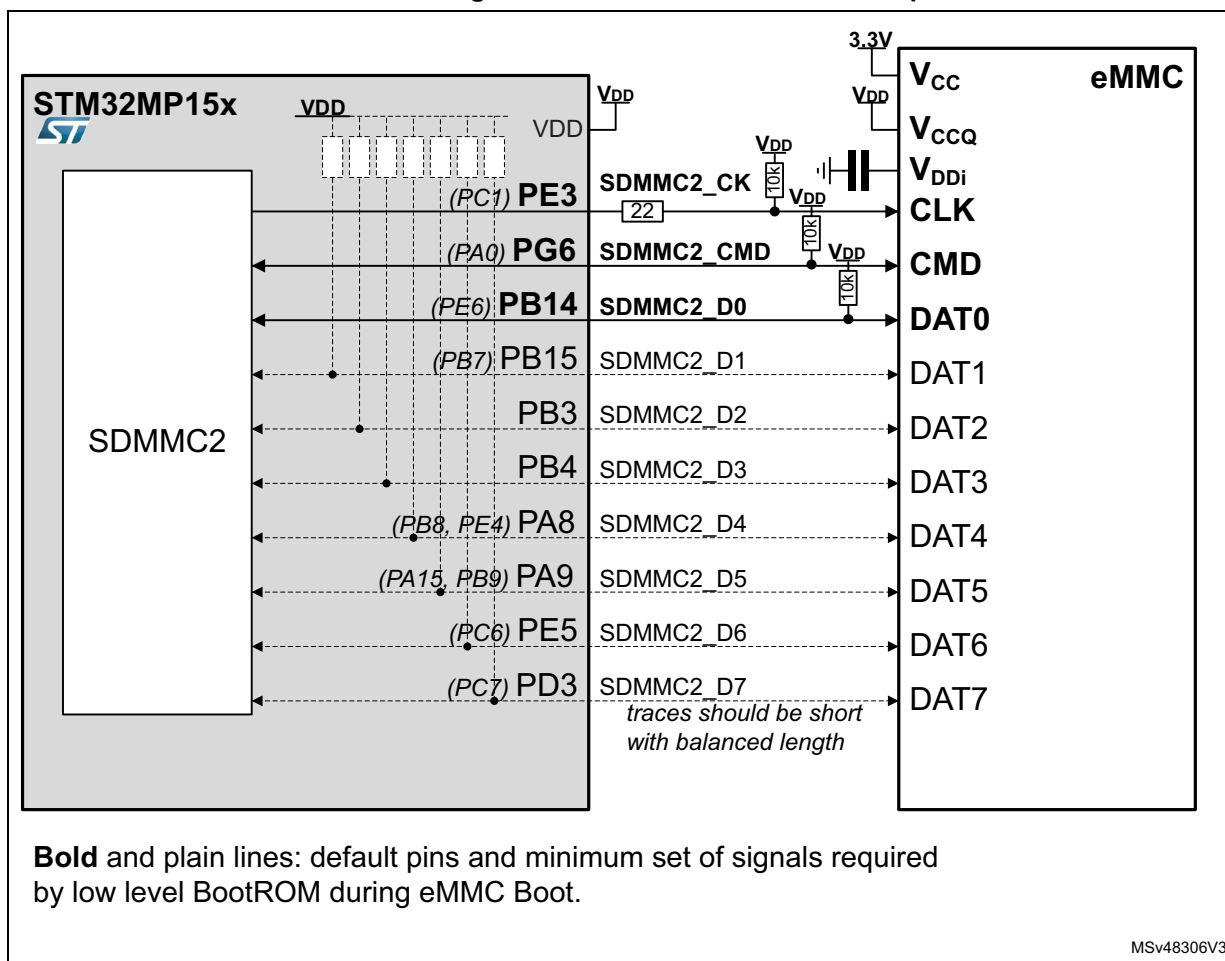 3.3V
VCC
eMMC
STM32MP15x
VDD
VDD
VDD
VDD
VCCQ
VDD
VDDi
(PC1) PE3
SDMMC2_CK
22
10k
CLK
VDD
(PA0) PG6
SDMMC2_CMD
10k
CMD
VDD
(PE6) PB14
SDMMC2_D0
10k
DAT0
(PB7) PB15
SDMMC2_D1
DAT1
SDMMC2
PB3
SDMMC2_D2
DAT2
PB4
SDMMC2_D3
DAT3
(PB8, PE4) PA8
SDMMC2_D4
DAT4
(PA15, PB9) PA9
SDMMC2_D5
DAT5
(PC6) PE5
SDMMC2_D6
DAT6
(PC7) PD3
SDMMC2_D7
DAT7
traces should be short
with balanced length
Bold and plain lines: default pins and minimum set of signals required
by low level BootROM during eMMC Boot.
MSv48306V3